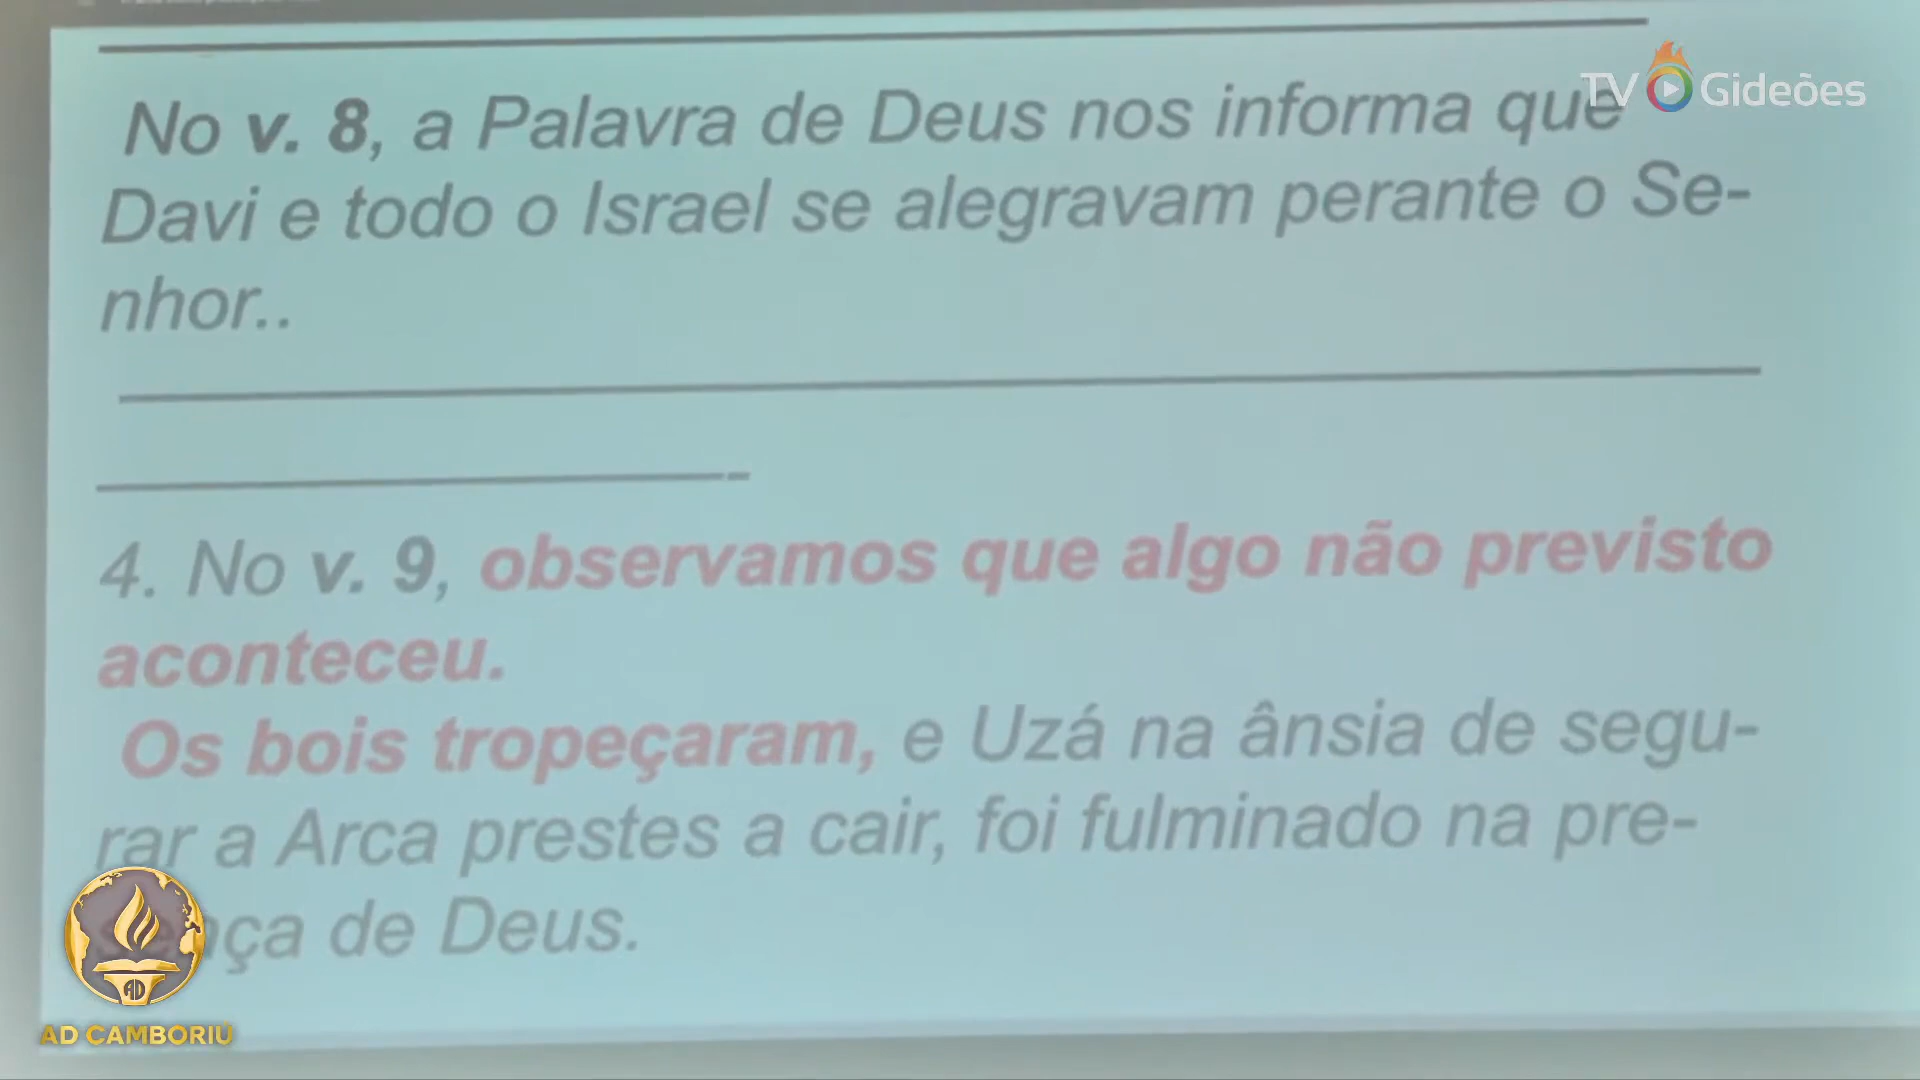 TV Gideões
No v. 8, a Palavra de Deus nos informa que
Davi e todo o Israel se alegravam perante o Se-
nhor..
4. No v. 9, observamos que algo não previsto
aconteceu.
Os bois tropeçaram, e Uzá na ânsia de segu-
rar a Arca prestes a cair, foi fulminado na pre-
ça de Deus.
AD
AD CAMBORIÚ